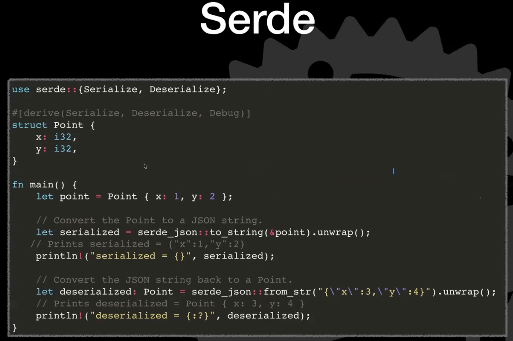 Serde
use serde::{Serialize, Deserialize};
#[derive(Serialize, Deserialize, Debug)]
struct Point {
x: i32,
y: i32,
}
fn main() {
let point = Point { x: 1, y: 2 };
// Convert the Point to a JSON string.
let serialized = serde_json::to_string(&point).unwrap();
// Prints serialized = {"x":1,"y":2}
println!("serialized = {}", serialized);
// Convert the JSON string back to a Point.
let deserialized: Point = serde_json::from_str("{\"x\":3,\"y\":4}").unwrap();
// Prints deserialized = Point { x: 3, y: 4 }
println!("deserialized = {:?}", deserialized);
}